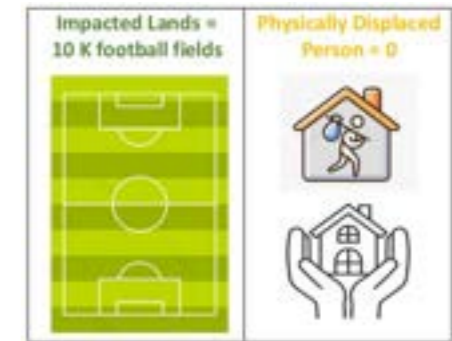 Impacted Lands =
10 K football fields
Physically Displaced
Person = 0